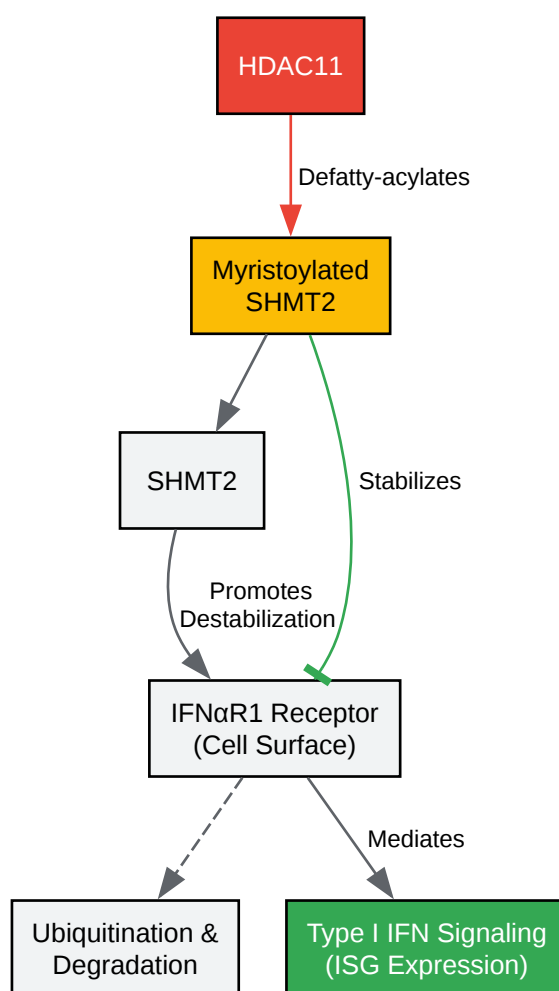 HDAC11
Defatty-acylates
Myristoylated
SHMT2
SHMT2
Stabilizes
Promotes
Destabilization
IFNαR1 Receptor
(Cell Surface)
Mediates
Ubiquitination &
Degradation
Type I IFN Signaling
(ISG Expression)